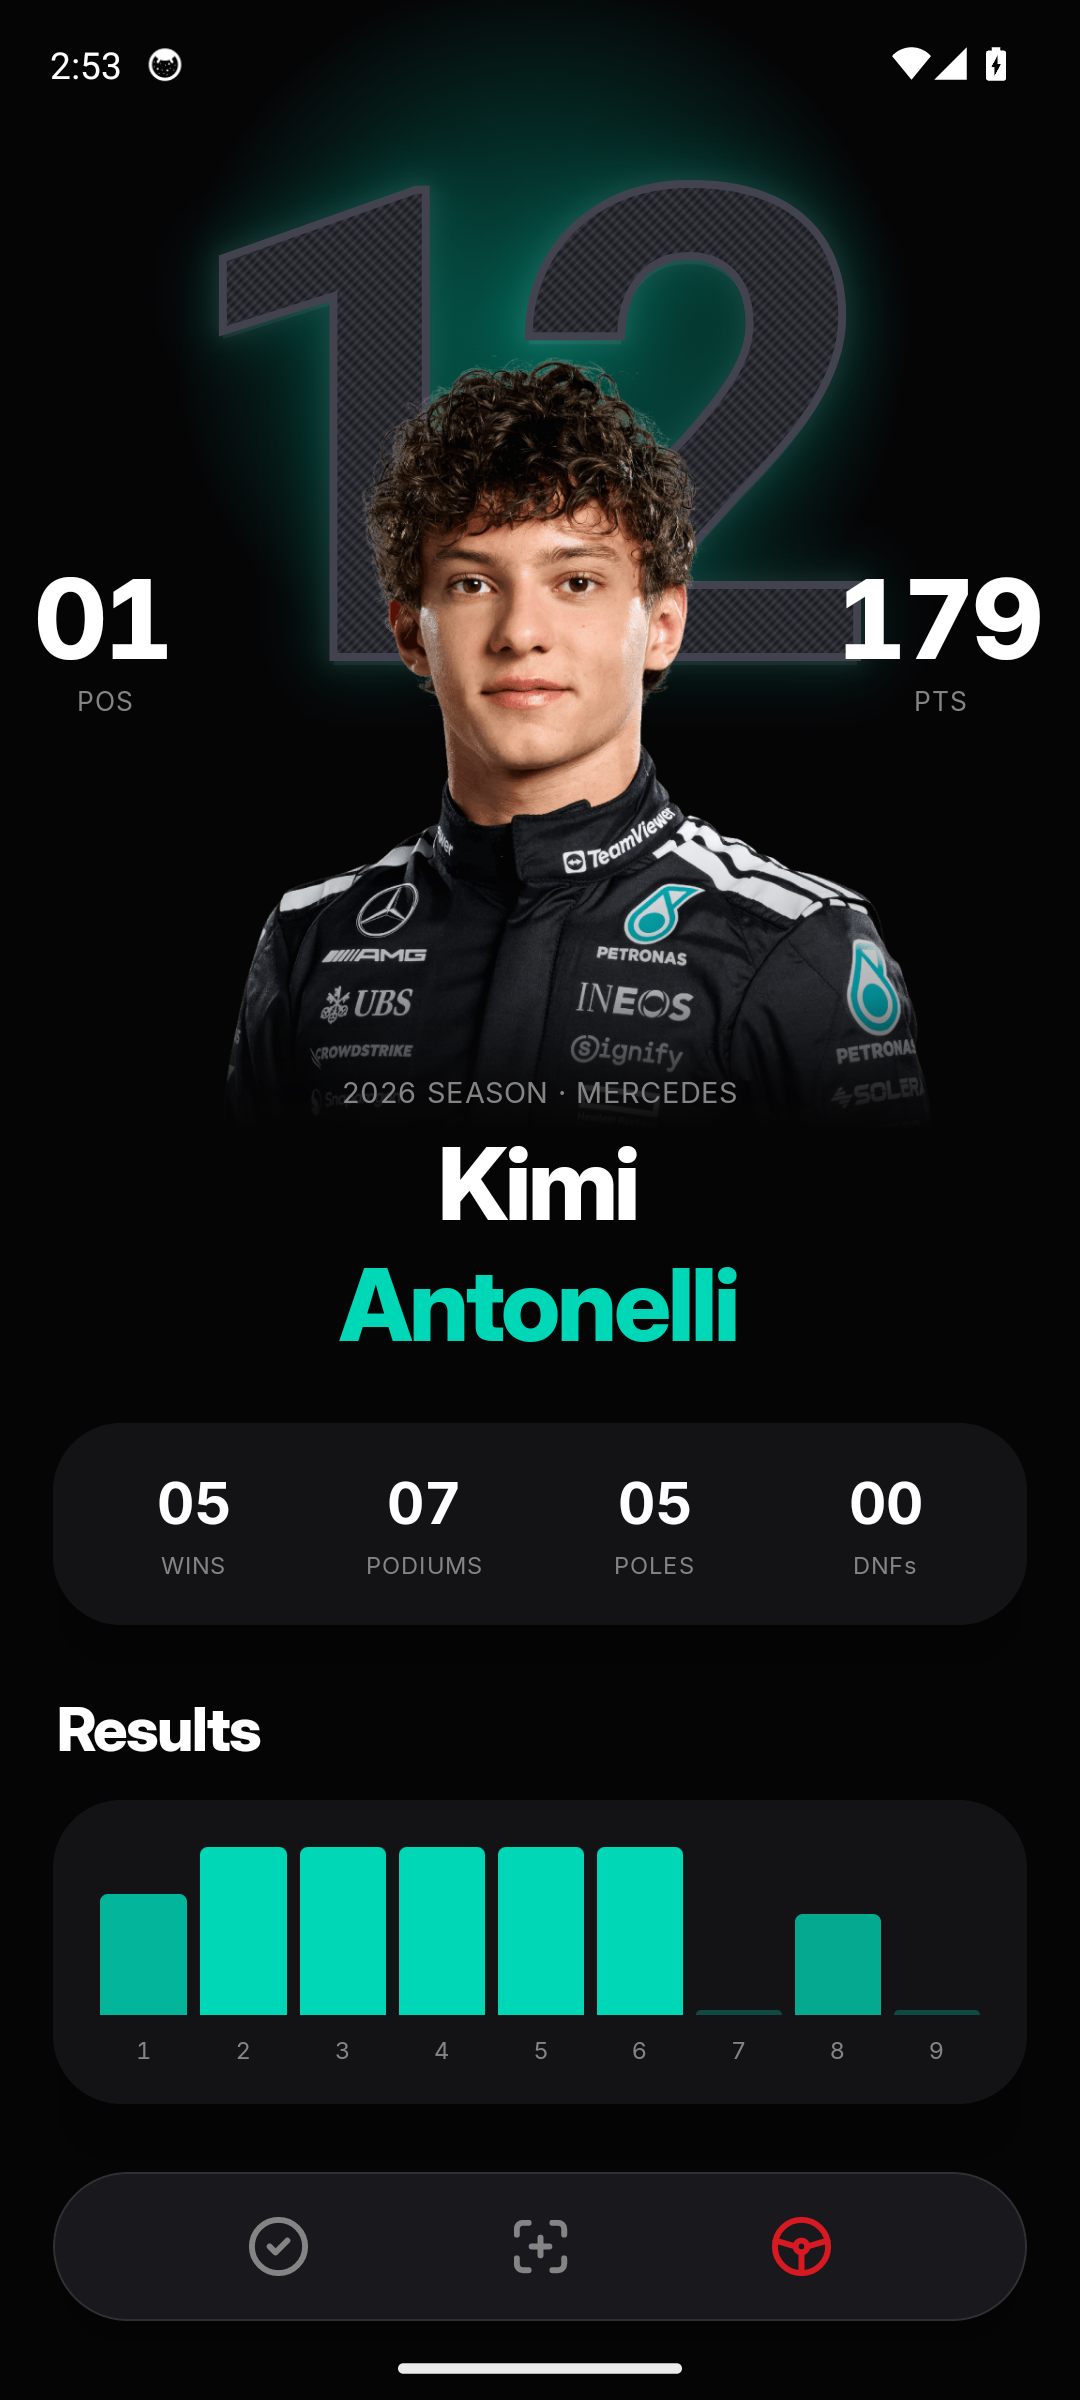 2:53
12
01
179
POS
PTS
TeamViewer
AMG
PETRONAS
UBS
INEOS
CROWDSTRIKE
Signify
PETRONAS
SOLERA
2026 SEASON · MERCEDES
Kimi
Antonelli
05 07 05 00
WINS PODIUMS POLES DNFs
Results
1 2 3 4 5 6 7 8 9